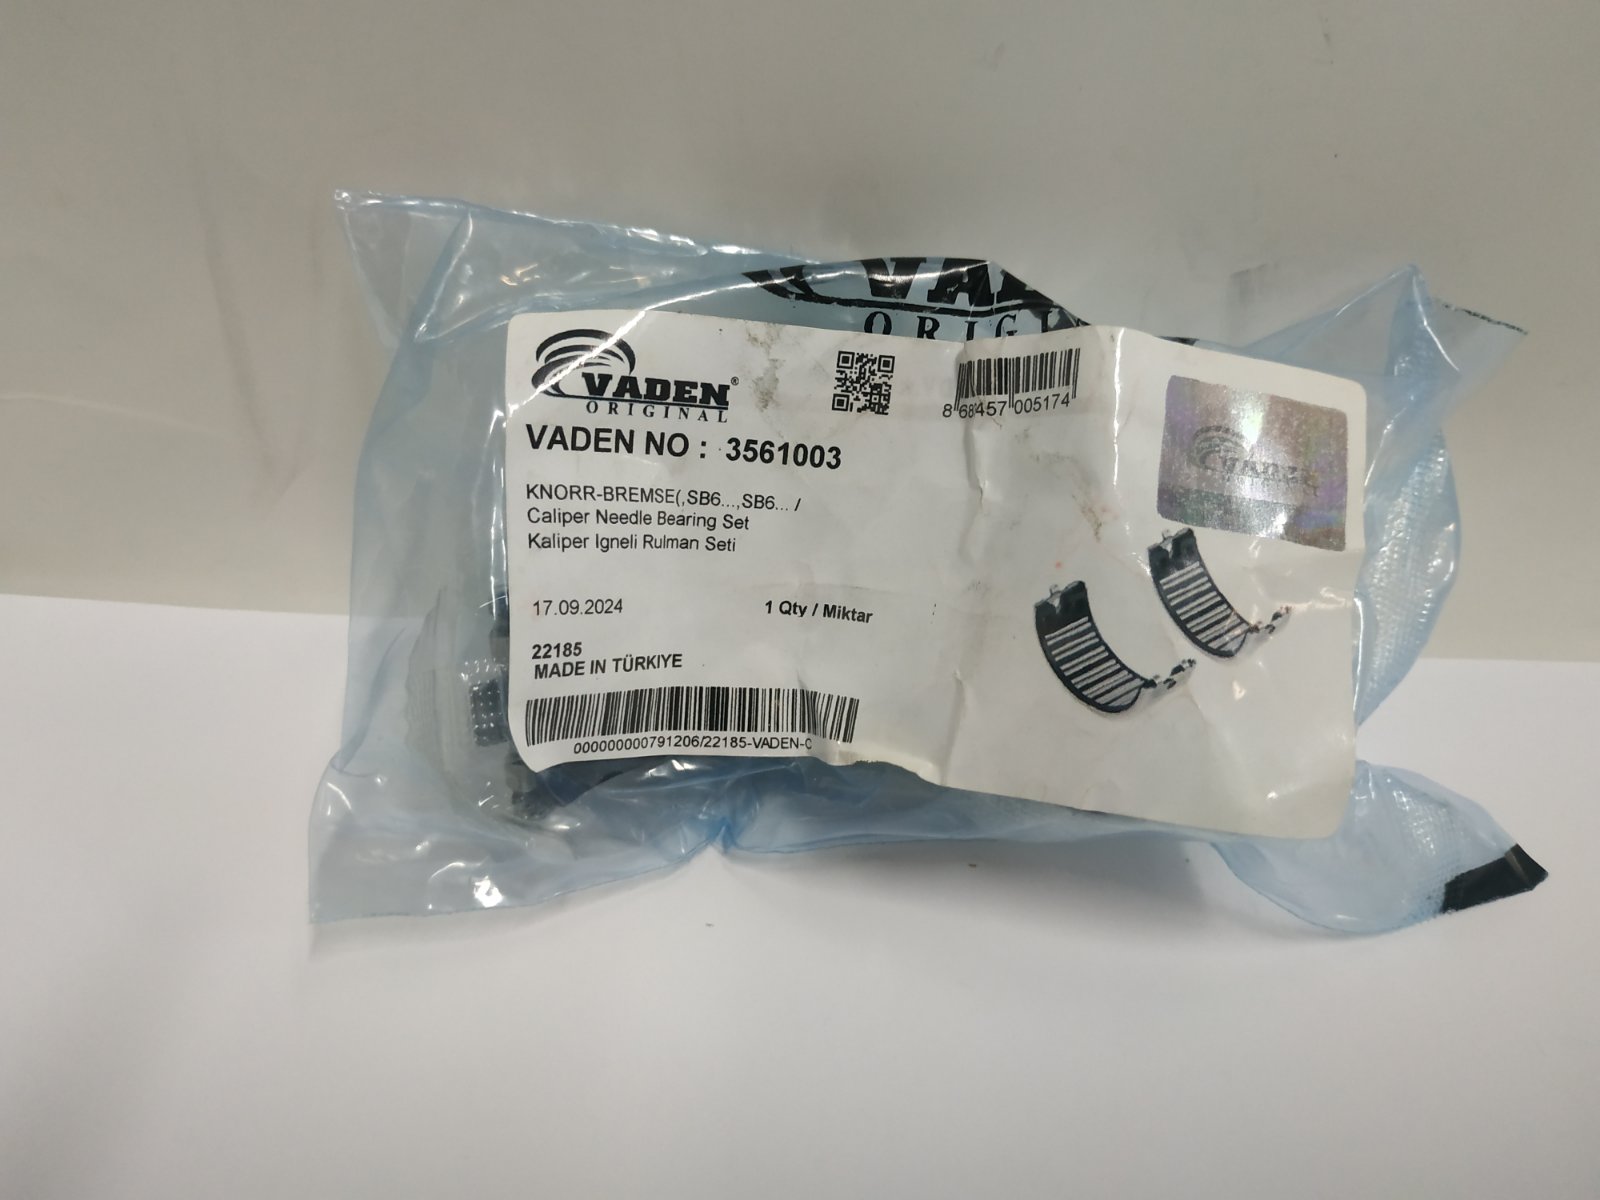 VADEN
ORIGINAL
VADEN NO : 3561003
KNORR-BREMSE(,SB6...,SB6... /
Caliper Needle Bearing Set
Kaliper Igneli Rulman Seti
17.09.2024
1 Qty / Miktar
22185
MADE IN TÜRKIYE
000000000791206/22185-VADEN-O
8 68457 005174
VADEN